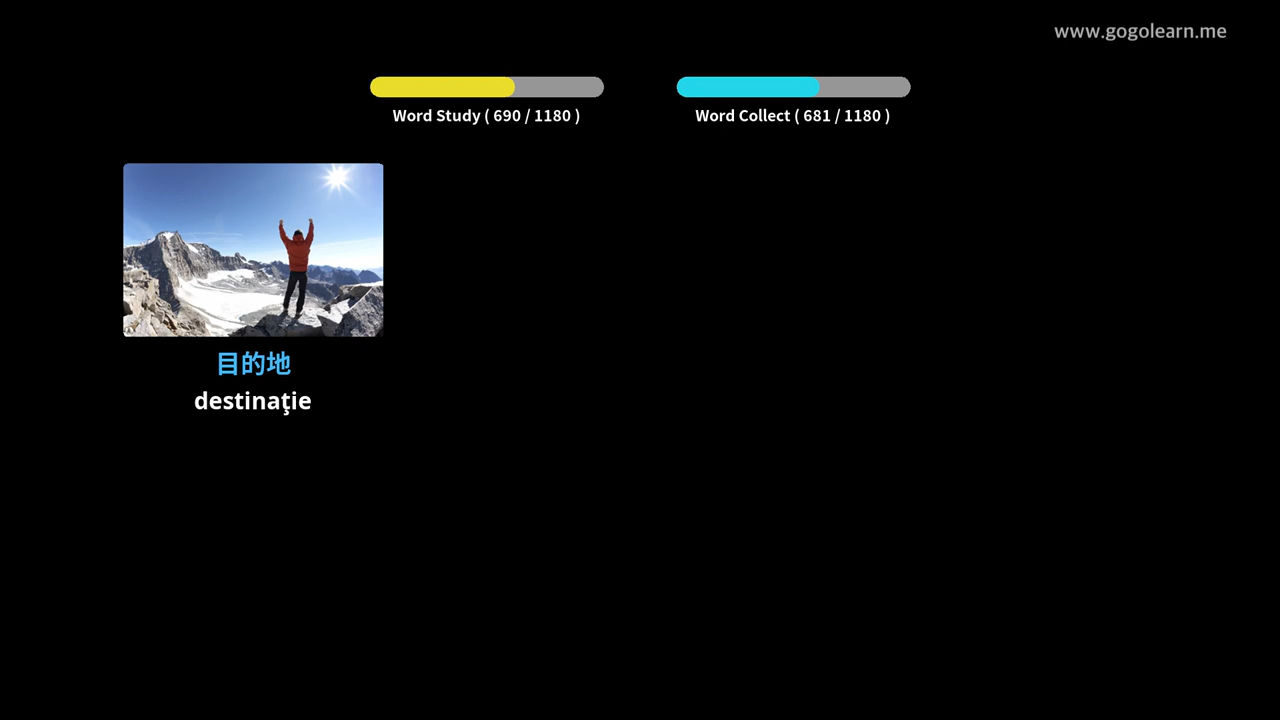 www.gogolearn.me
Word Study ( 690 / 1180 )
Word Collect ( 681 / 1180 )
目的地
destinaţie